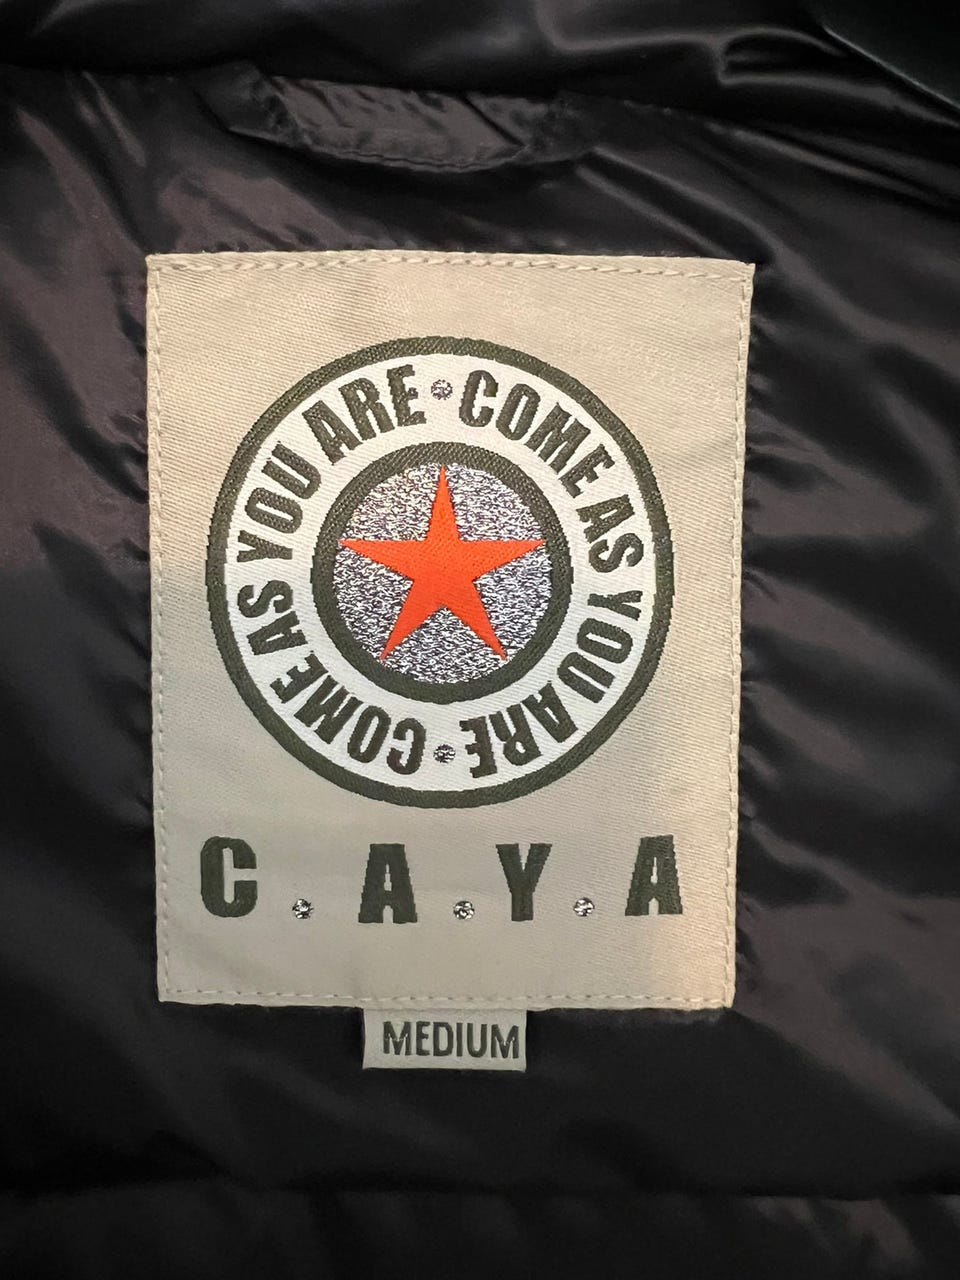 COME AS YOU ARE • COME AS YOU ARE •
C.A.Y.A
MEDIUM